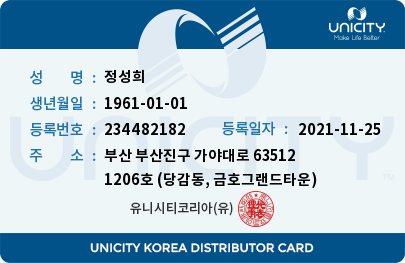 UNICITY
Make Life Better
성 명 : 정성희
생년월일 : 1961-01-01
등록번호 : 234482182 등록일자 : 2021-11-25
주 소 : 부산 부산진구 가야대로 63512
1206호 (당감동, 금호그랜드타운)
유니시티코리아(유)
UNICITY
UNICITY KOREA DISTRIBUTOR CARD